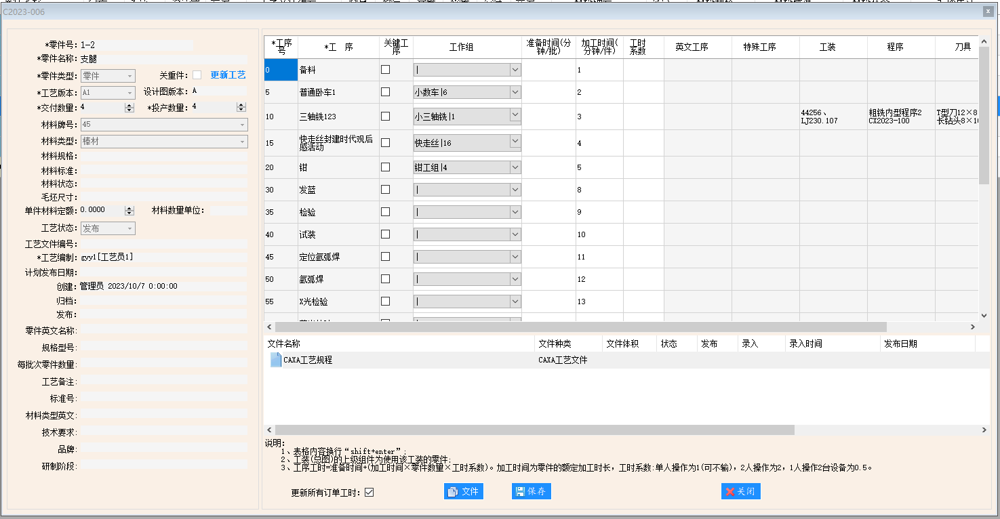 C2023-006
*零件号: 1-2
*零件名称: 支腿
*零件类型: 零件 关重件: 更新工艺
*工艺版本: A1 设计图版本: A
*交付数量: 4 *投产数量: 4
材料牌号: 45
材料类型: 棒材
材料规格:
材料标准:
材料状态:
毛坯尺寸:
单件材料定额: 0.0000 材料数量单位:
工艺状态: 发布
工艺文件编号:
*工艺编制: gyy1[工艺员1]
计划发布日期:
创建: 管理员 2023/10/7 0:00:00
归档:
发布:
零件英文名称:
规格型号:
每批次零件数量:
工艺备注:
标准号:
材料类型英文:
技术要求:
品牌:
研制阶段:
*工序号 *工 序 关键工序 工作组 准备时间(分钟/批) 加工时间(分钟/件) 工时系数 英文工序 特殊工序 工装 程序 刀具
0 备料 | 1
5 普通卧车1 小数车|6 2
10 三轴铣123 小三轴铣|1 3 44256、 粗铣内型程序2 T型刀12×8
LJ230.107 CX2023-100 长钻头8×10
15 快走丝封建时代观后感活动 快走丝|16 4
20 钳 钳工组|4 5
30 发蓝 | 8
35 检验 | 9
40 试装 | 10
45 定位氩弧焊 | 11
50 氩弧焊 | 12
55 X光检验 | 13
文件名称 文件种类 文件体积 状态 发布 录入 录入时间 发布日期
CAXA工艺规程 CAXA工艺文件
说明:
1、表格内容换行“shift+enter”;
2、工装(总图)的上级组件为使用该工装的零件;
3、工序工时=准备时间+(加工时间×零件数量×工时系数)。加工时间为零件的额定加工时长, 工时系数:单人操作为1(可不输), 2人操作为2, 1人操作2台设备为0.5。
更新所有订单工时: 文件 保存 关闭